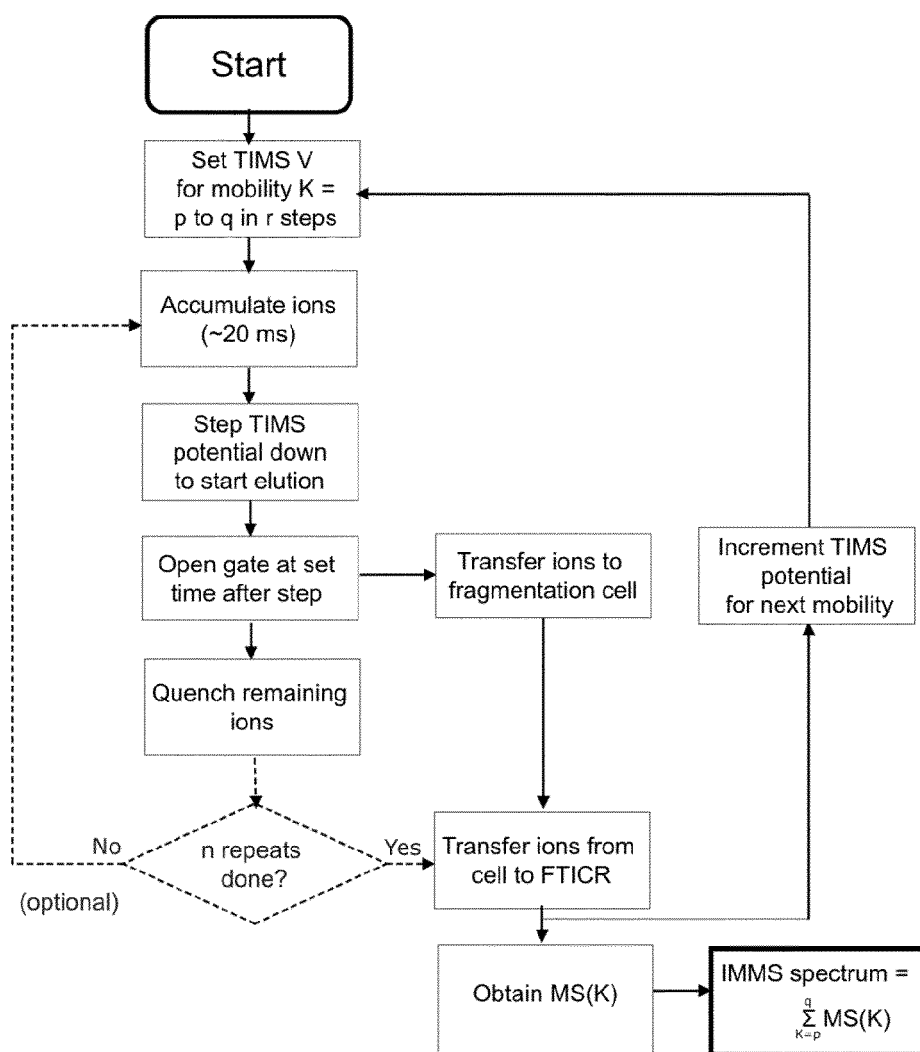 Start
Set TIMS V
for mobility K =
p to q in r steps
Accumulate ions
(~20 ms)
Step TIMS
potential down
to start elution
Open gate at set
time after step
Transfer ions to
fragmentation cell
Increment TIMS
potential
for next mobility
Quench remaining
ions
No
n repeats
done?
Yes
(optional)
Transfer ions from
cell to FTICR
Obtain MS(K)
IMMS spectrum =
q
Σ MS(K)
K=p